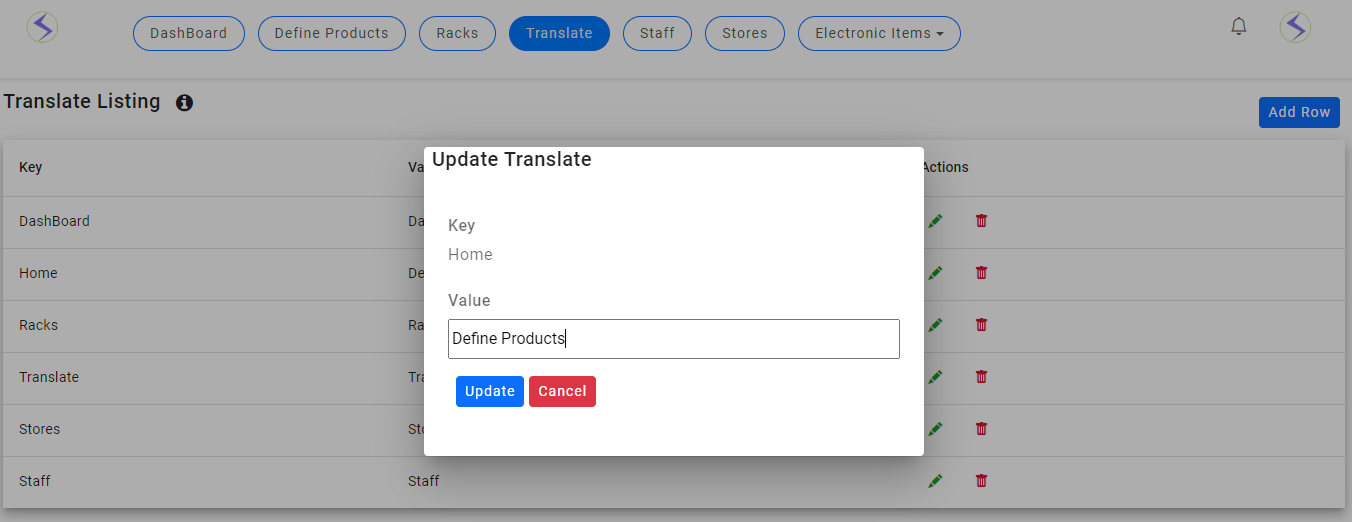 DashBoard Define Products Racks Translate Staff Stores Electronic Items
Translate Listing
Add Row
Key Va Actions
DashBoard Da
Home De
Racks Ra
Translate Tra
Stores Sto
Staff Staff
Update Translate
Key
Home
Value
Define Products
Update Cancel